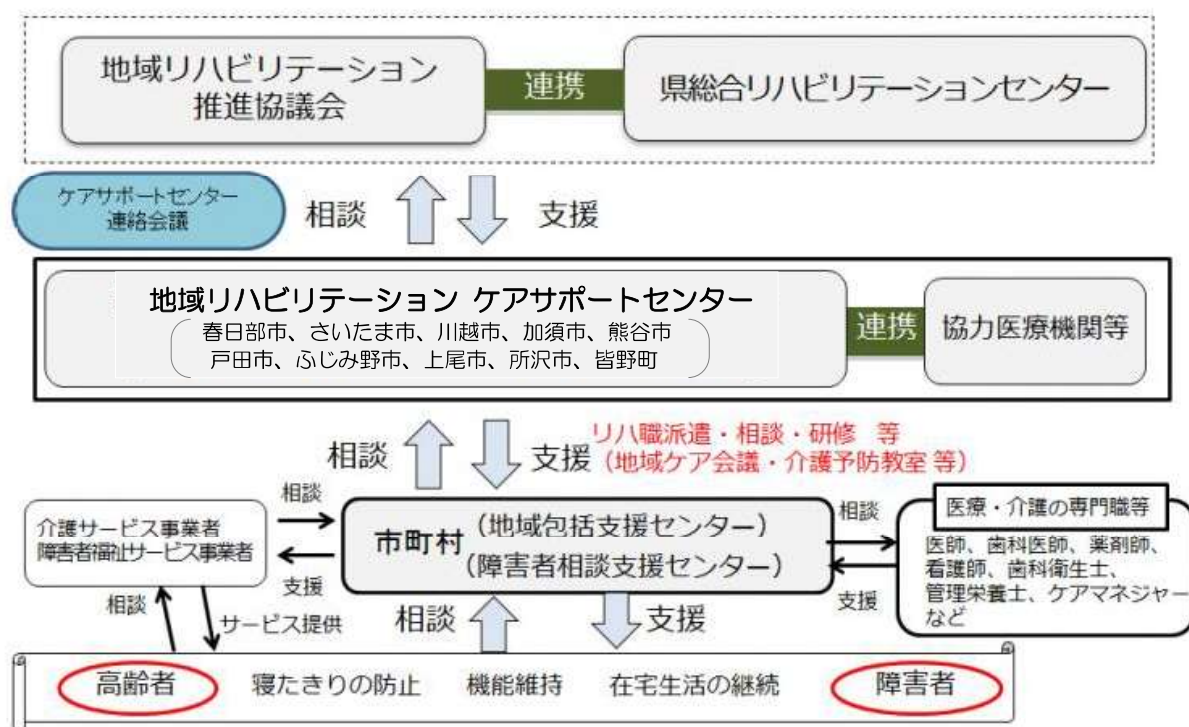 地域リハビリテーション
推進協議会
連携
県総合リハビリテーションセンター
ケアサポートセンター
連絡会議
相談
支援
地域リハビリテーション ケアサポートセンター
春日部市、さいたま市、川越市、加須市、熊谷市
戸田市、ふじみ野市、上尾市、所沢市、皆野町
連携
協力医療機関等
相談
支援
リハ職派遣・相談・研修 等
（地域ケア会議・介護予防教室 等）
介護サービス事業者
障害者福祉サービス事業者
相談
支援
市町村
（地域包括支援センター）
（障害者相談支援センター）
相談
支援
医療・介護の専門職等
医師、歯科医師、薬剤師、
看護師、歯科衛生士、
管理栄養士、ケアマネジャー
など
相談
サービス提供
相談
支援
高齢者
寝たきりの防止
機能維持
在宅生活の継続
障害者